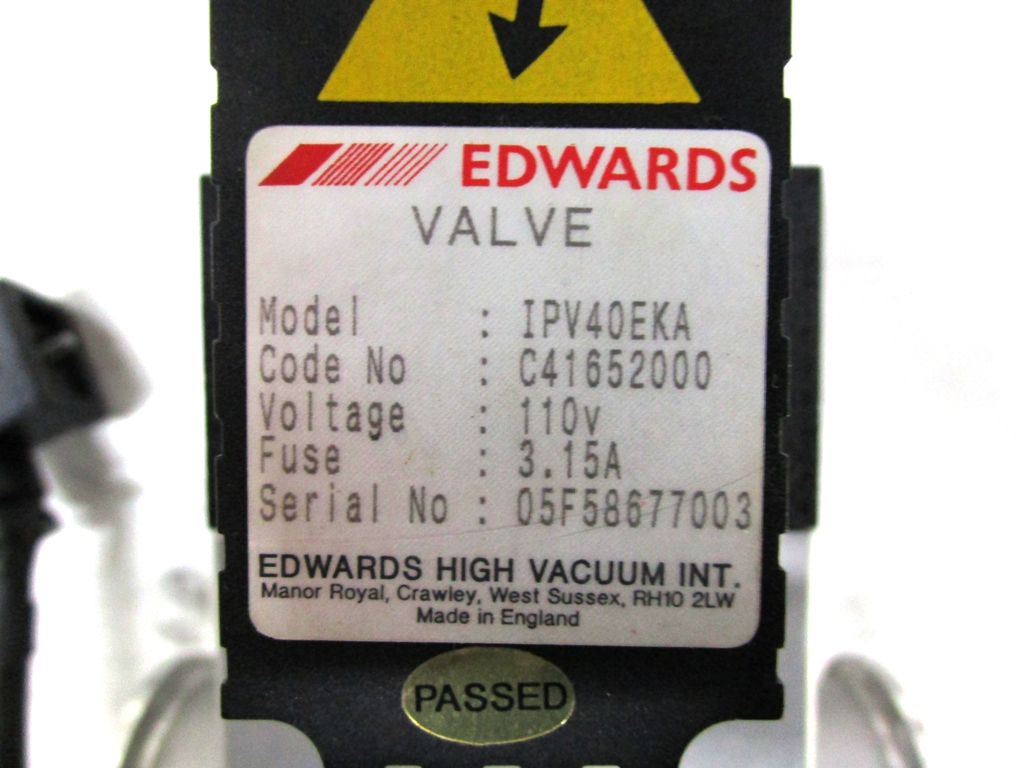 EDWARDS
VALVE
Model : IPV40EKA
Code No : C41652000
Voltage : 110v
Fuse : 3.15A
Serial No : 05F58677003
EDWARDS HIGH VACUUM INT.
Manor Royal, Crawley, West Sussex, RH10 2LW
Made in England
PASSED